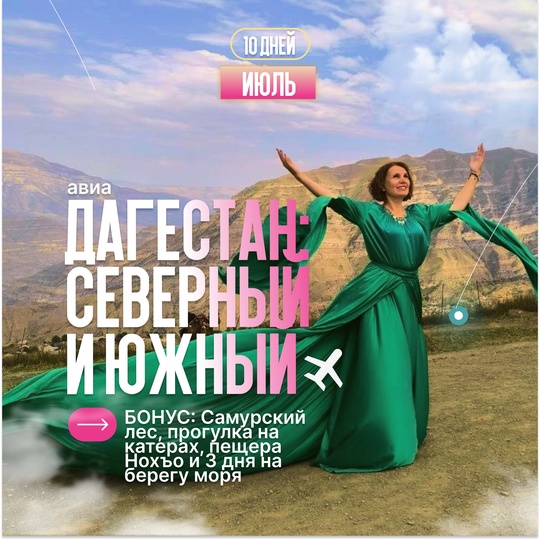 10 ДНЕЙ
ИЮЛЬ
авиа
ДАГЕСТАН:
СЕВЕРНЫЙ
И ЮЖНЫЙ
БОНУС: Самурский
лес, прогулка на
катерах, пещера
Нохъо и 3 дня на
берегу моря